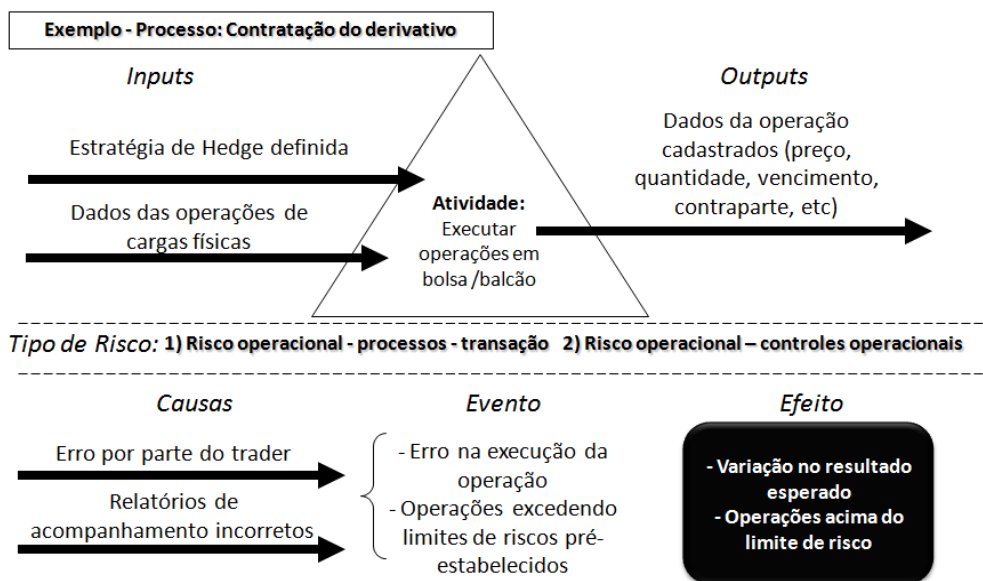 Exemplo - Processo: Contratação do derivativo
Inputs
Outputs
Estratégia de Hedge definida
Dados das operações de
cargas físicas
Atividade:
Executar
operações em
bolsa /balcão
Dados da operação
cadastrados (preço,
quantidade, vencimento,
contraparte, etc)
Tipo de Risco: 1) Risco operacional - processos - transação 2) Risco operacional – controles operacionais
Causas
Evento
Efeito
Erro por parte do trader
Relatórios de
acompanhamento incorretos
- Erro na execução da
operação
- Operações excedendo
limites de riscos pré-
estabelecidos
- Variação no resultado
esperado
- Operações acima do
limite de risco